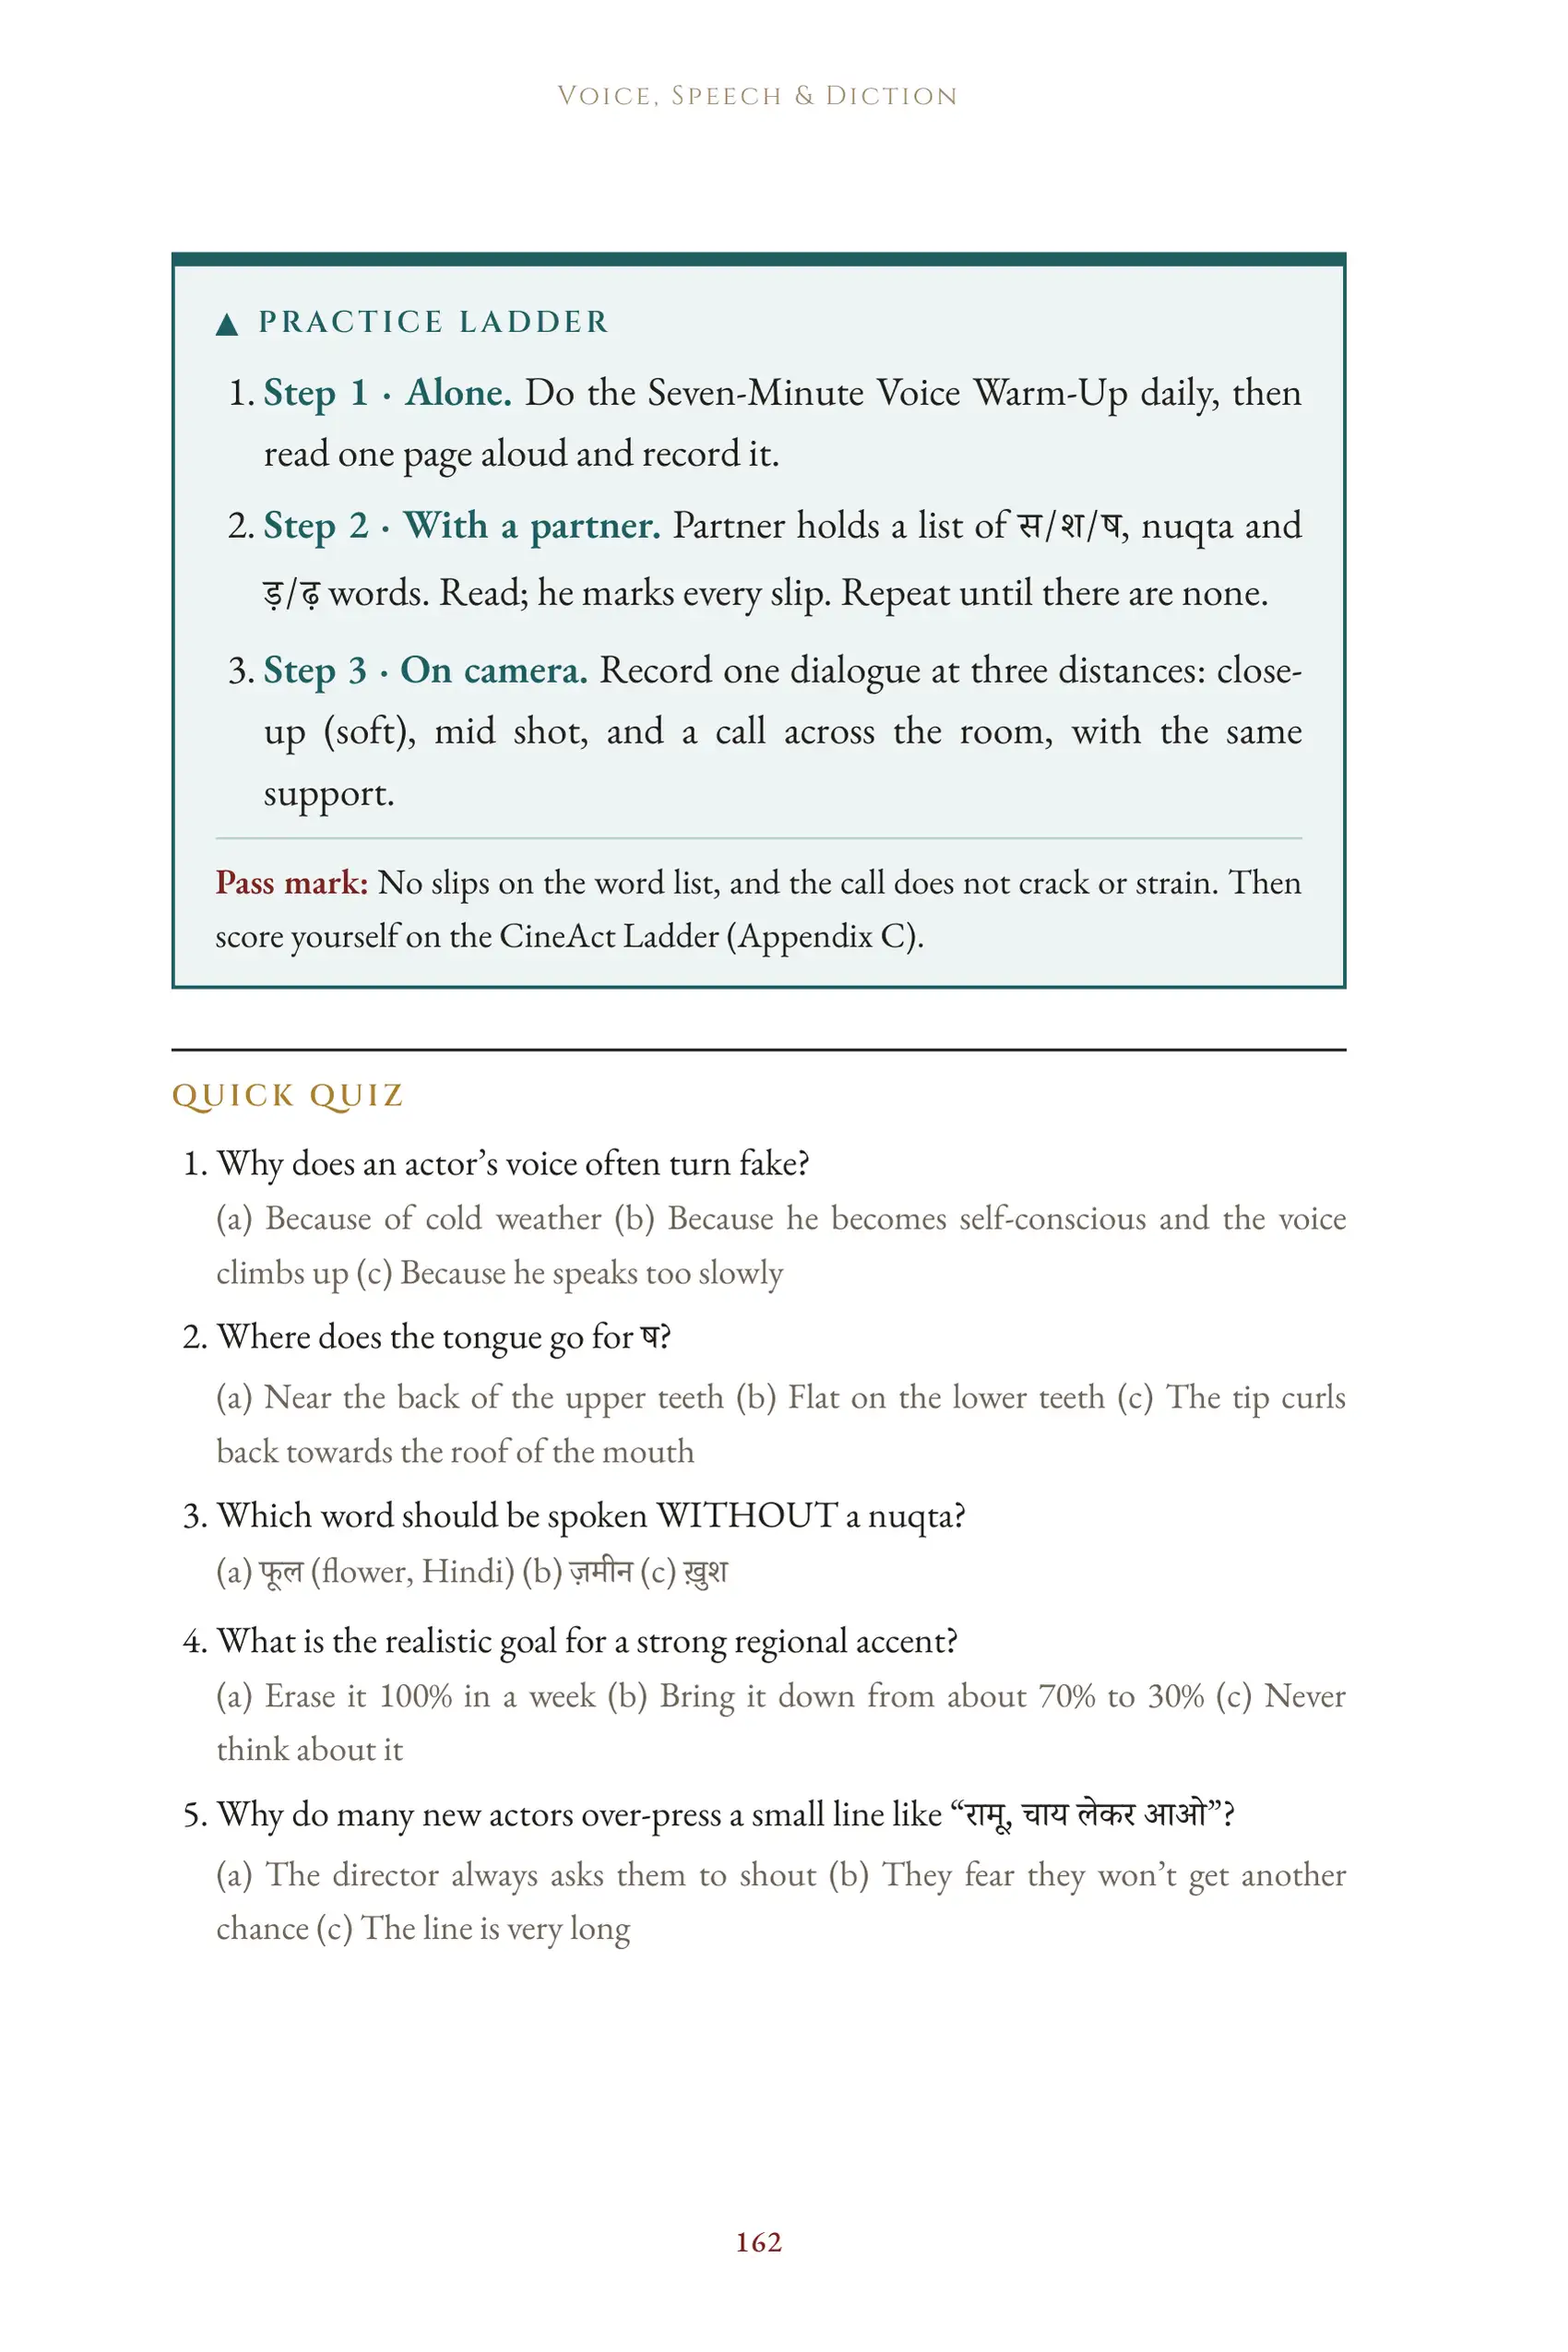 Voice, Speech & Diction
▲ PRACTICE LADDER
1. Step 1 · Alone. Do the Seven-Minute Voice Warm-Up daily, then
read one page aloud and record it.
2. Step 2 · With a partner. Partner holds a list of स/श/ष, nuqta and
ड़/ढ़ words. Read; he marks every slip. Repeat until there are none.
3. Step 3 · On camera. Record one dialogue at three distances: close-
up (soft), mid shot, and a call across the room, with the same
support.
Pass mark: No slips on the word list, and the call does not crack or strain. Then
score yourself on the CineAct Ladder (Appendix C).
QUICK QUIZ
1. Why does an actor’s voice often turn fake?
(a) Because of cold weather (b) Because he becomes self-conscious and the voice
climbs up (c) Because he speaks too slowly
2. Where does the tongue go for ष?
(a) Near the back of the upper teeth (b) Flat on the lower teeth (c) The tip curls
back towards the roof of the mouth
3. Which word should be spoken WITHOUT a nuqta?
(a) फूल (flower, Hindi) (b) ज़मीन (c) ख़ुश
4. What is the realistic goal for a strong regional accent?
(a) Erase it 100% in a week (b) Bring it down from about 70% to 30% (c) Never
think about it
5. Why do many new actors over-press a small line like “रामू, चाय लेकर आओ”?
(a) The director always asks them to shout (b) They fear they won’t get another
chance (c) The line is very long
162